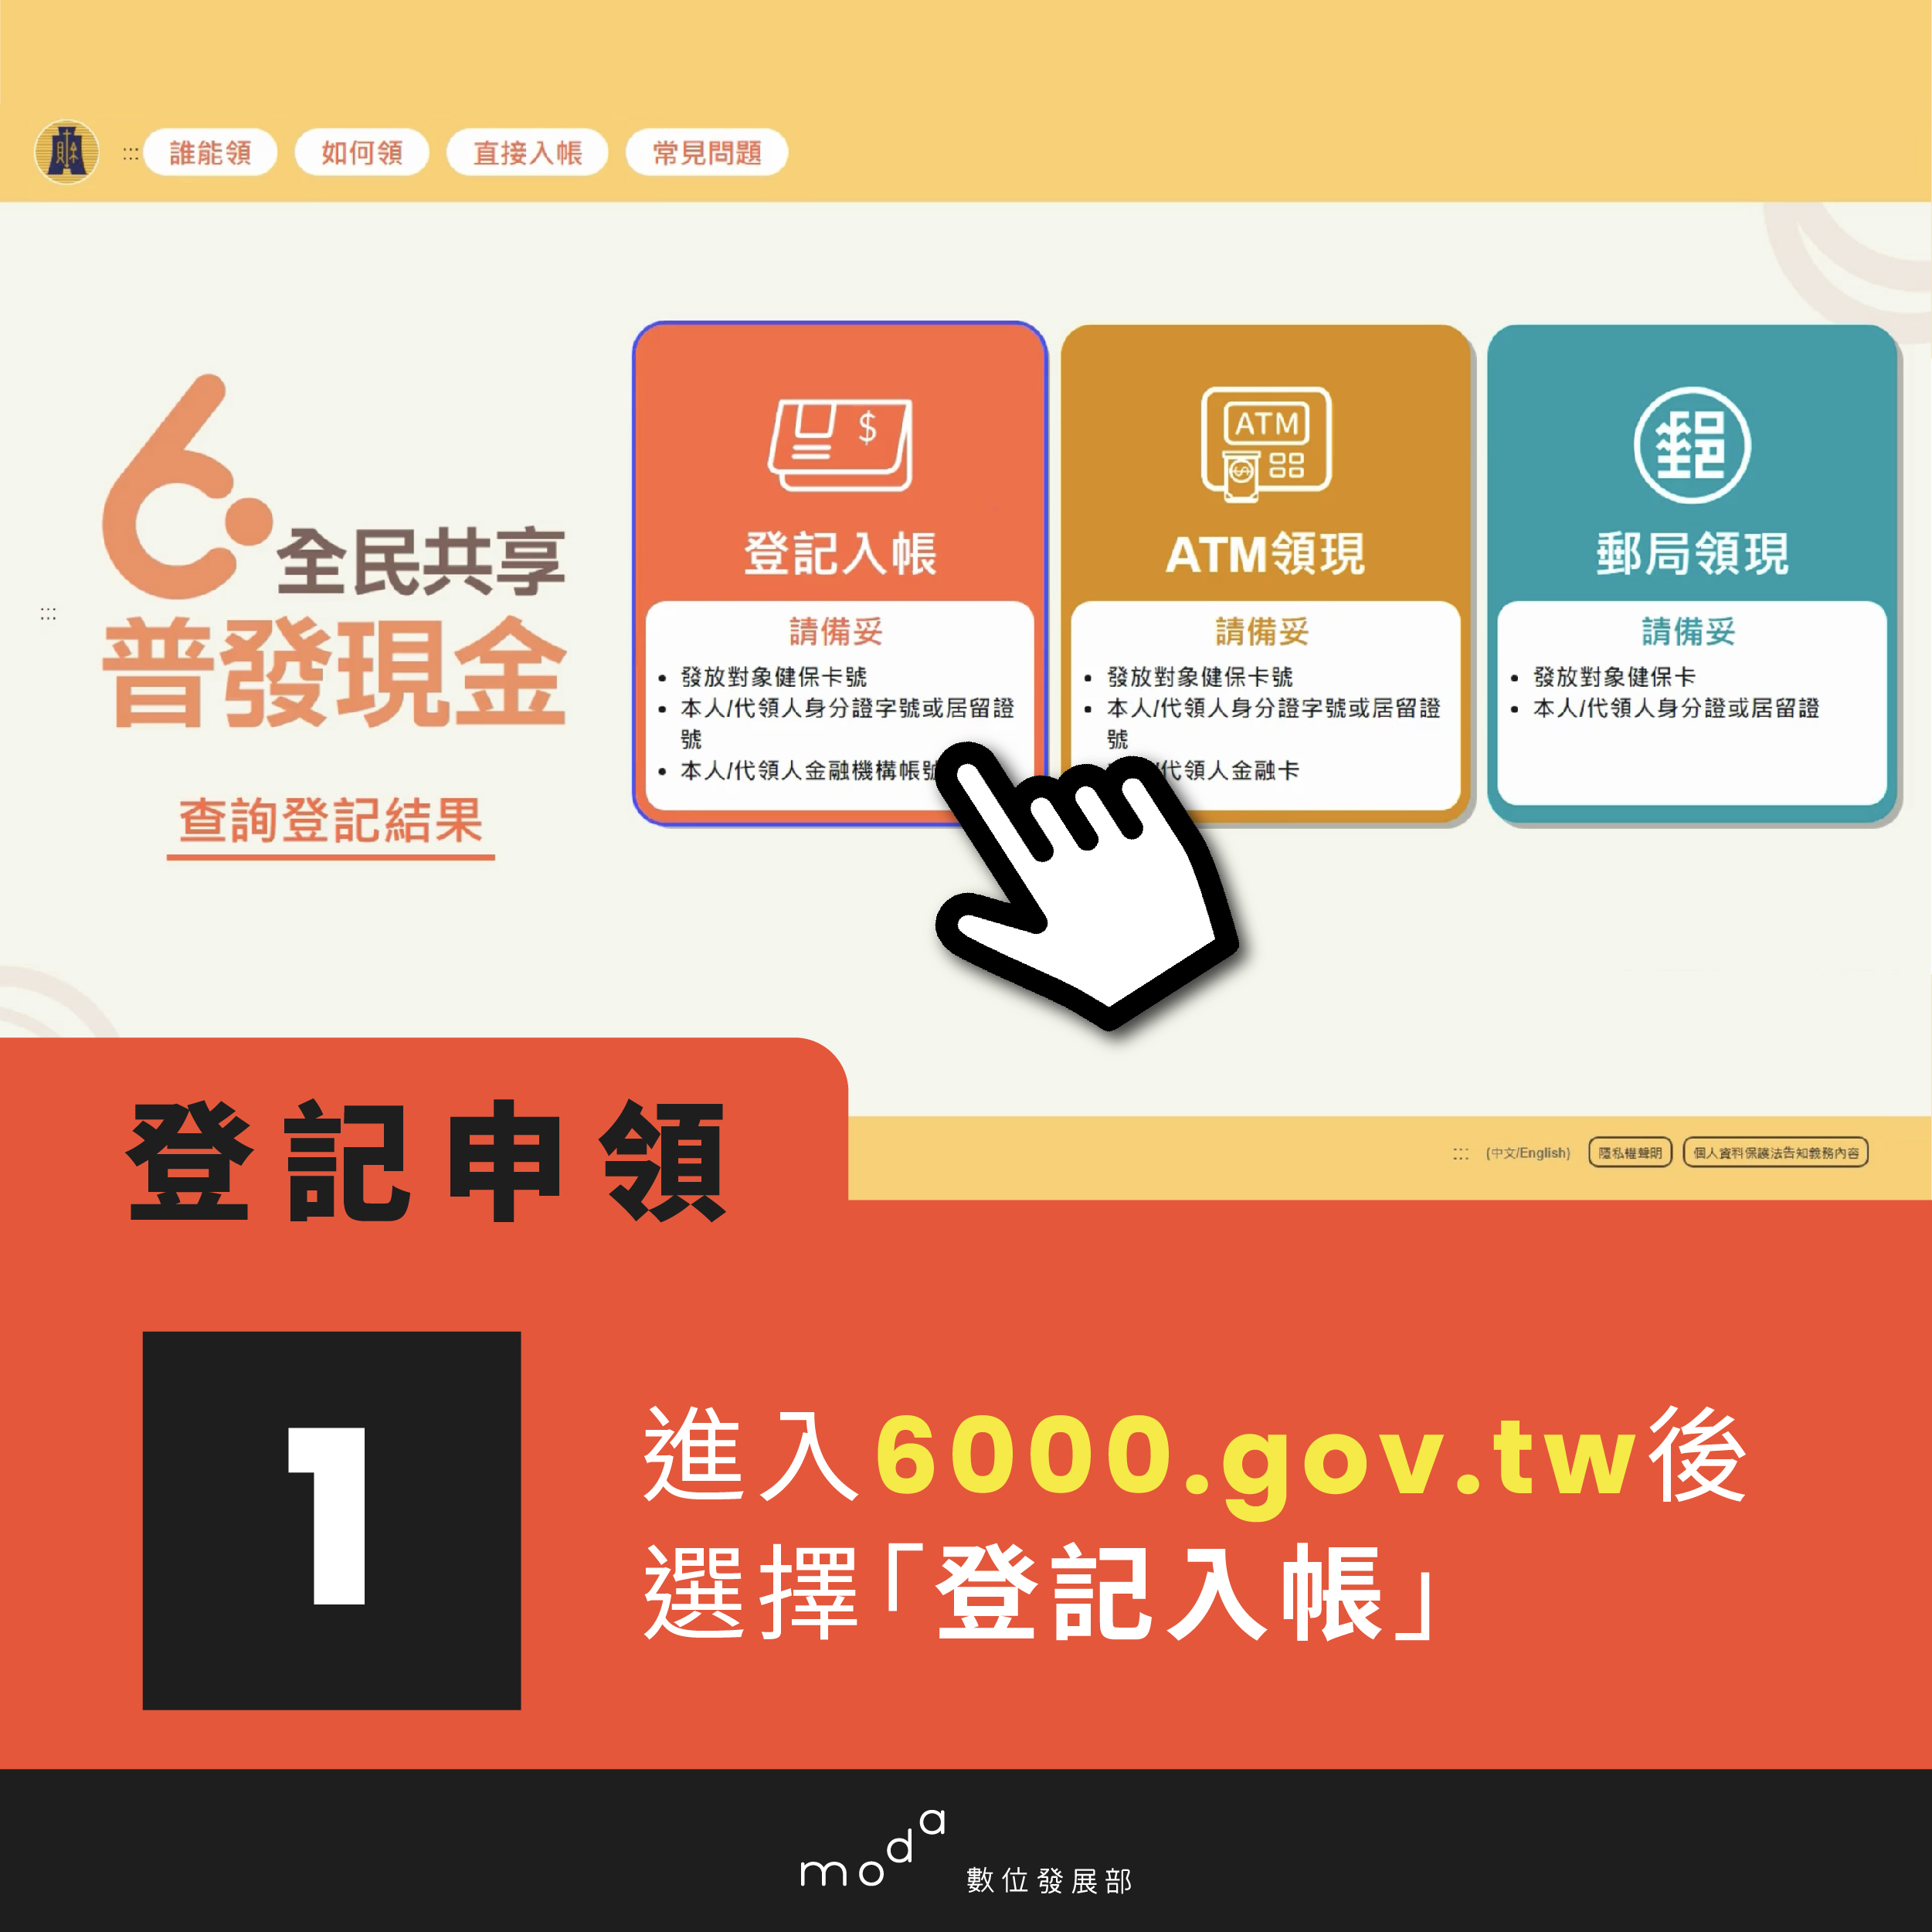 誰能領 如何領 直接入帳 常見問題
全民共享
普發現金
查詢登記結果
$
登記入帳
請備妥
• 發放對象健保卡號
• 本人/代領人身分證字號或居留證
號
• 本人/代領人金融機構帳號
ATM
ATM領現
請備妥
• 發放對象健保卡號
• 本人/代領人身分證字號或居留證
號
/代領人金融卡
郵
郵局領現
請備妥
• 發放對象健保卡
• 本人/代領人身分證或居留證
(中文/English) 隱私權聲明 個人資料保護法告知義務內容
登記申領
1
進入6000.gov.tw後
選擇「登記入帳」
moda 數位發展部